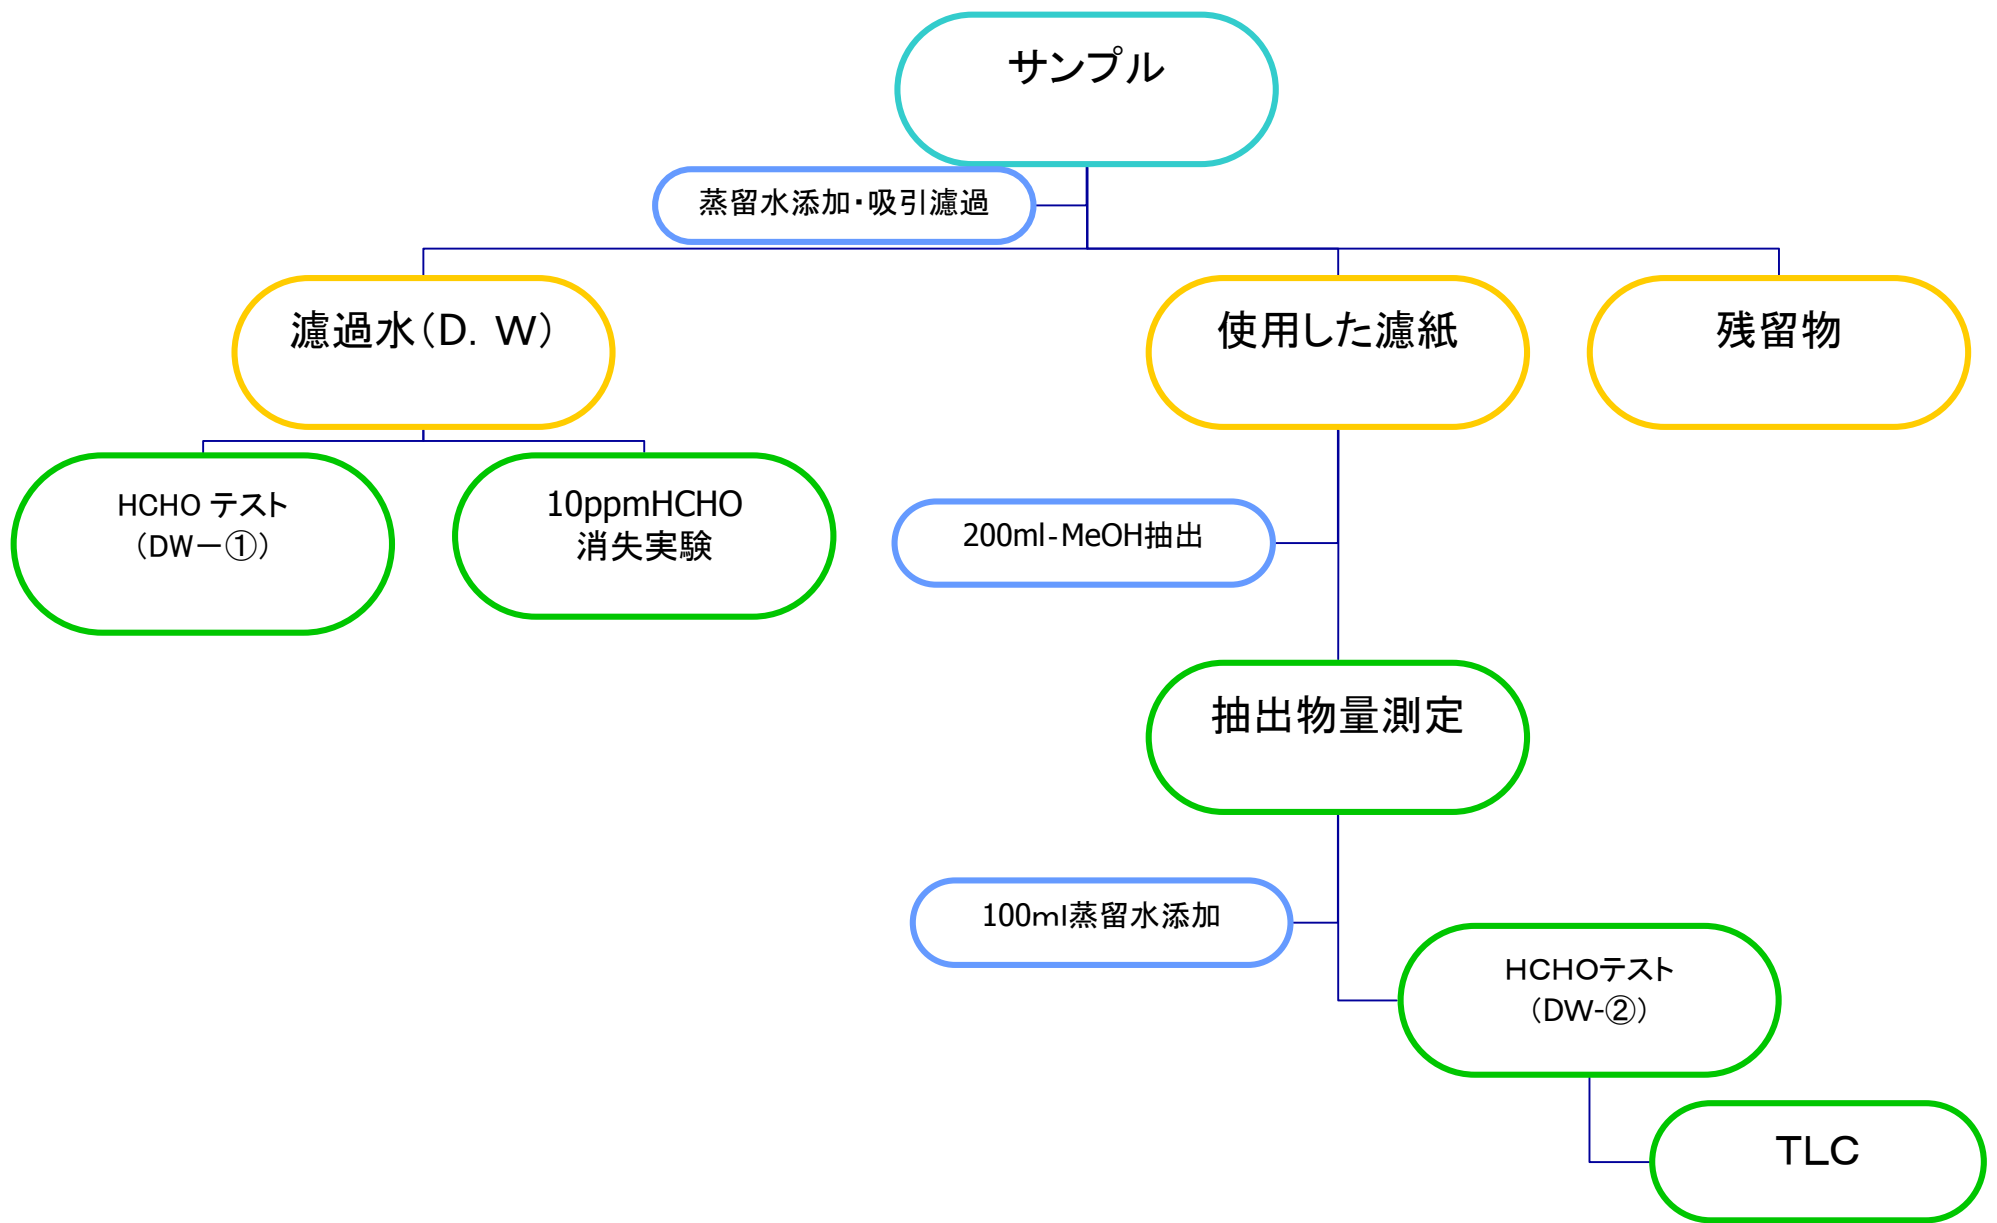 サンプル
蒸留水添加・吸引濾過
濾過水（D．W）
使用した濾紙
残留物
HCHO テスト
（DW－①）
10ppmHCHO
消失実験
200ml-MeOH抽出
抽出物量測定
100ml蒸留水添加
HCHOテスト
（DW-②）
TLC